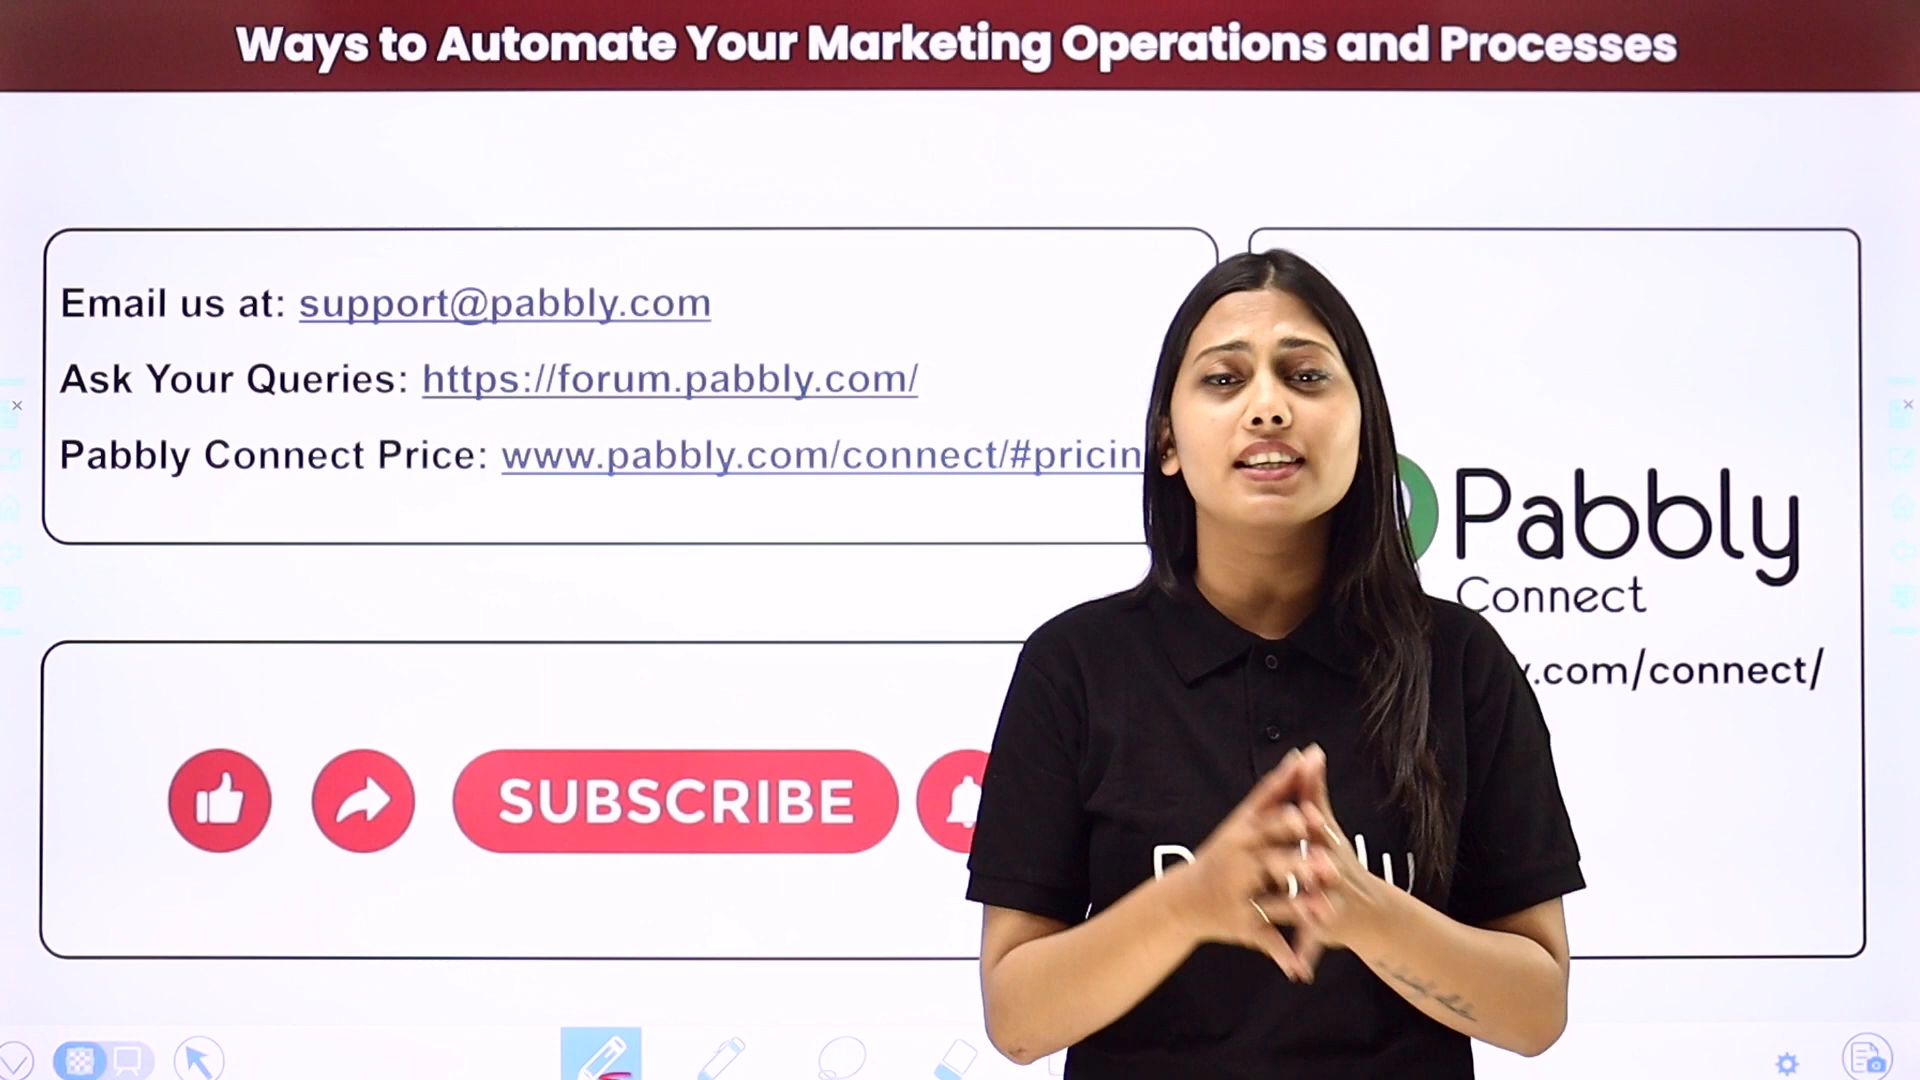 Ways to Automate Your Marketing Operations and Processes
Email us at: support@pabbly.com
Ask Your Queries: https://forum.pabbly.com/
Pabbly Connect Price: www.pabbly.com/connect/#pricin
Pabbly
Connect
.com/connect/
SUBSCRIBE